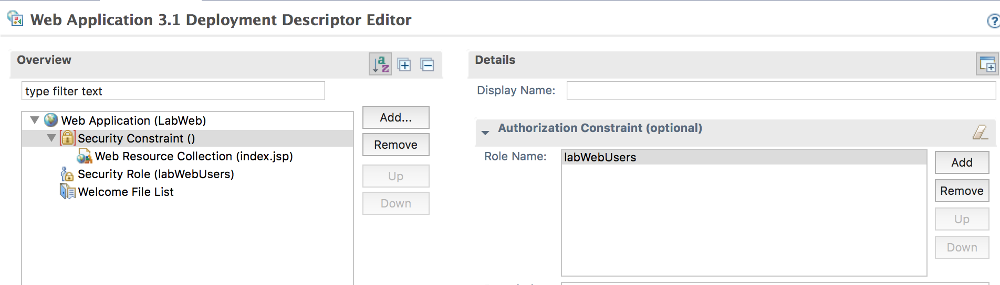 Web Application 3.1 Deployment Descriptor Editor
Overview
type filter text
Web Application (LabWeb)
Security Constraint ()
Web Resource Collection (index.jsp)
Security Role (labWebUsers)
Welcome File List
Add...
Remove
Up
Down
Details
Display Name:
Authorization Constraint (optional)
Role Name:
labWebUsers
Add
Remove
Up
Down